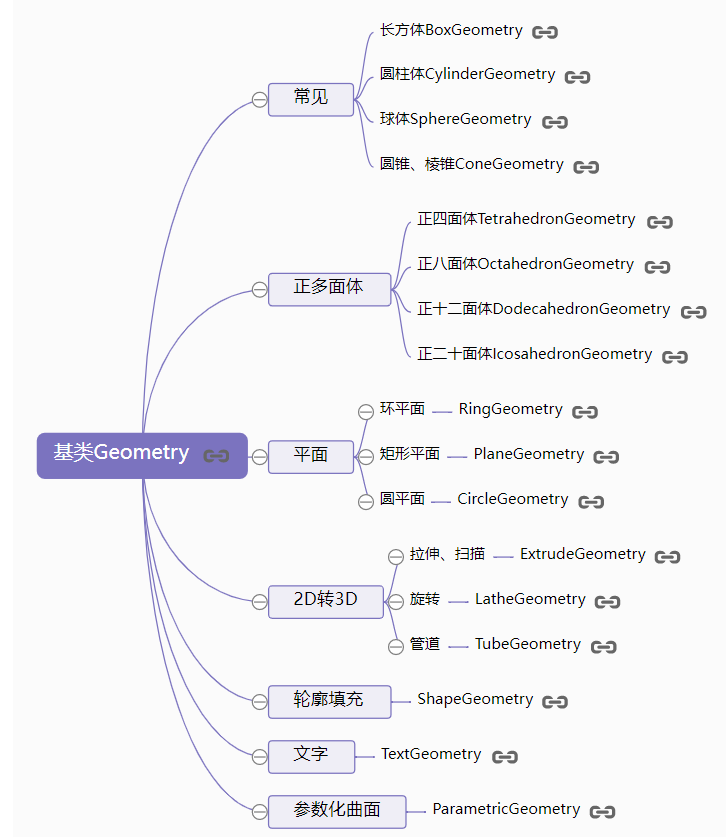 基类Geometry
常见
长方体BoxGeometry
圆柱体CylinderGeometry
球体SphereGeometry
圆锥、棱锥ConeGeometry
正多面体
正四面体TetrahedronGeometry
正八面体OctahedronGeometry
正十二面体DodecahedronGeometry
正二十面体IcosahedronGeometry
平面
环平面 RingGeometry
矩形平面 PlaneGeometry
圆平面 CircleGeometry
2D转3D
拉伸、扫描 ExtrudeGeometry
旋转 LatheGeometry
管道 TubeGeometry
轮廓填充 ShapeGeometry
文字 TextGeometry
参数化曲面 ParametricGeometry